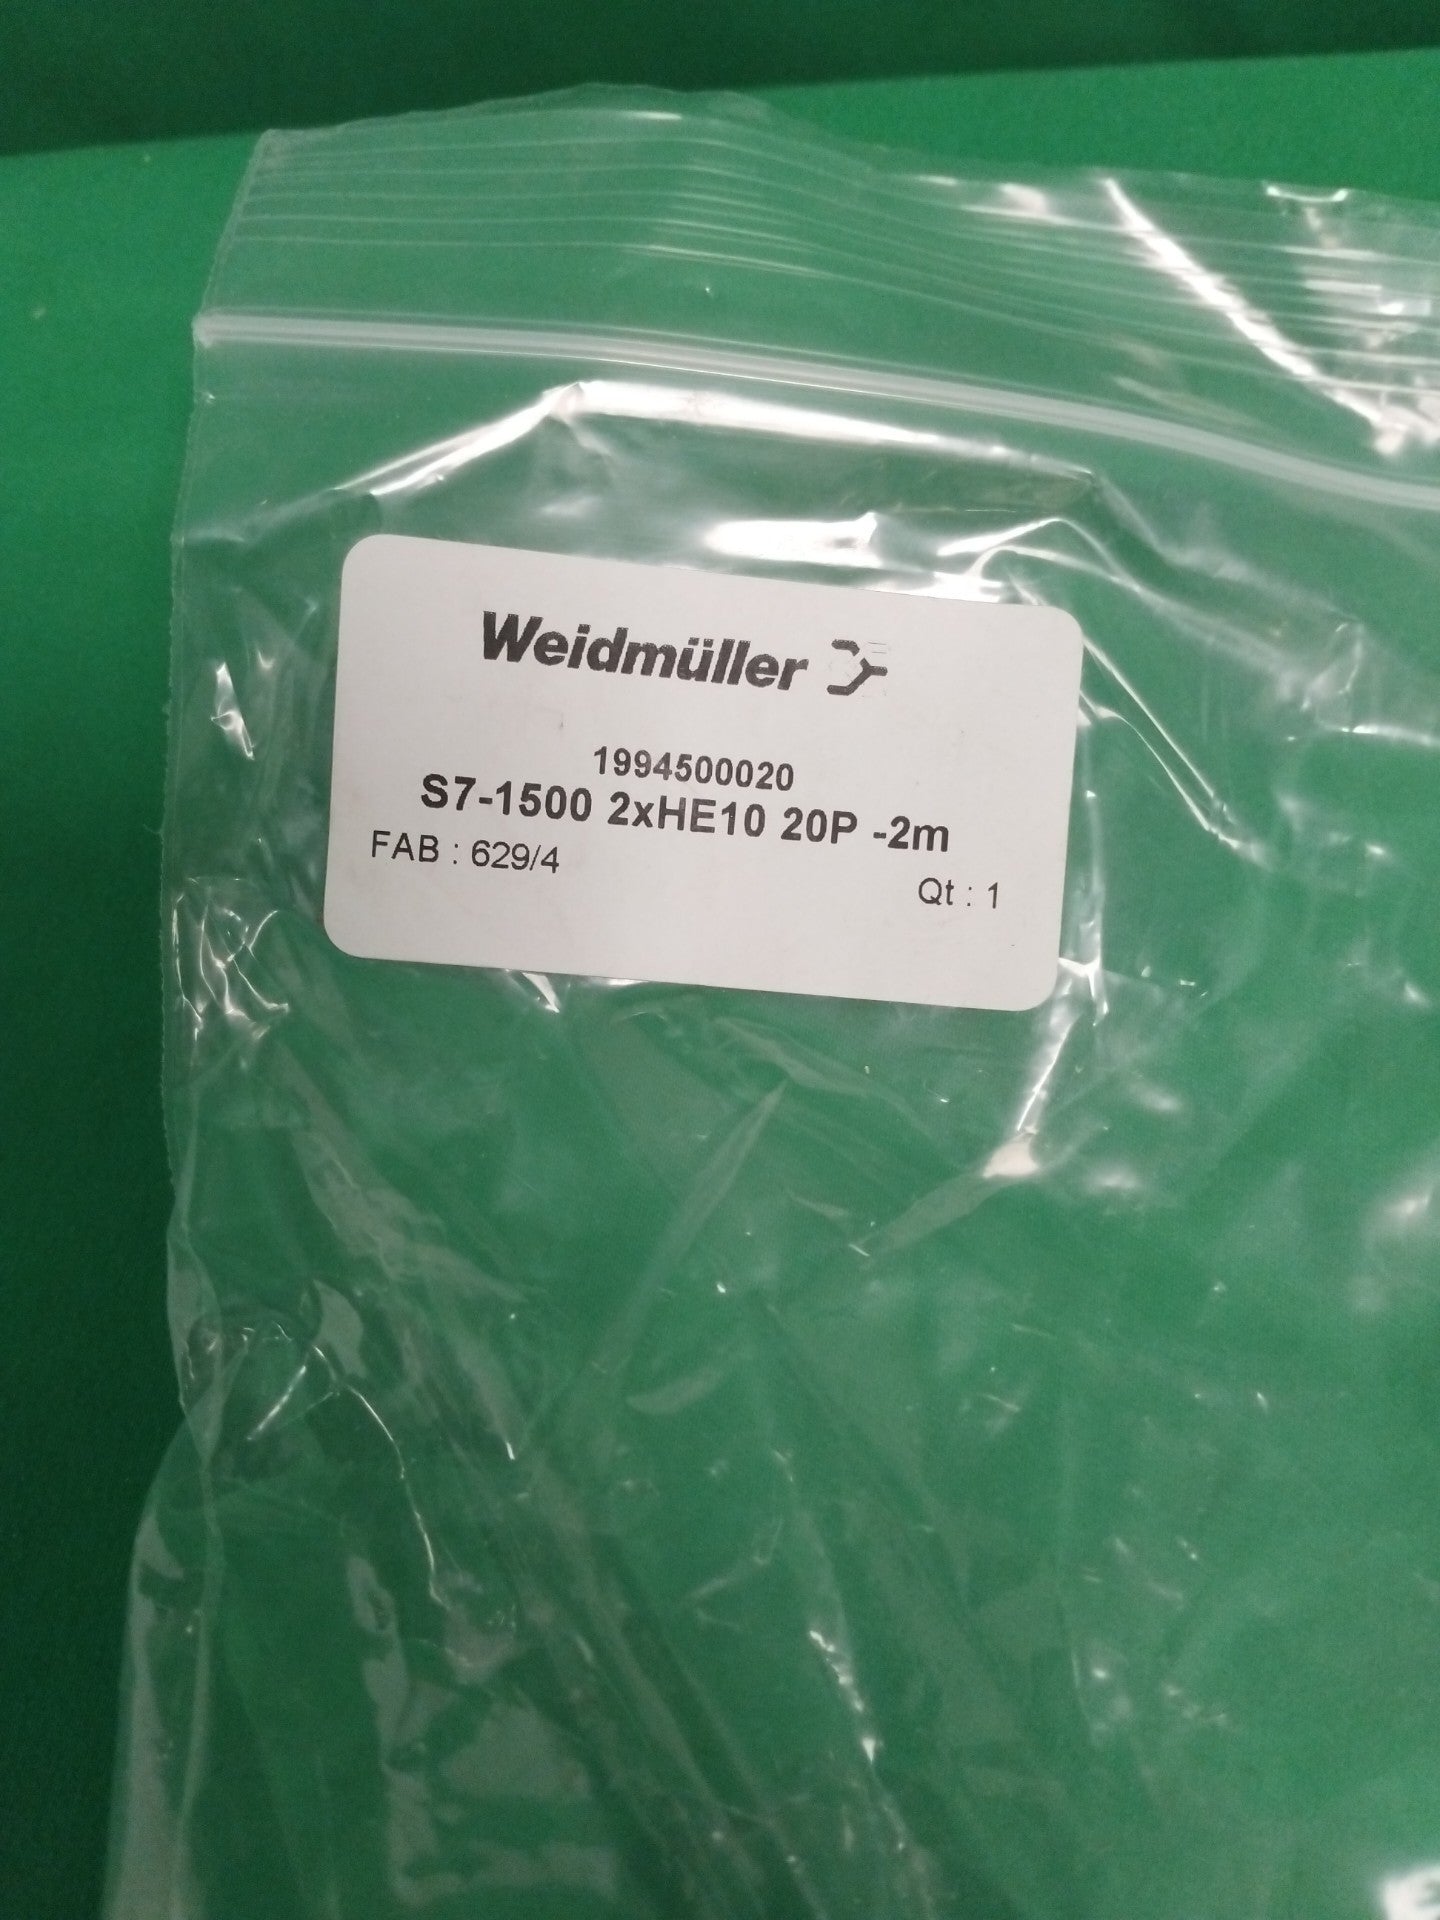 Weidmüller
1994500020
S7-1500 2xHE10 20P -2m
FAB : 629/4
Qt : 1